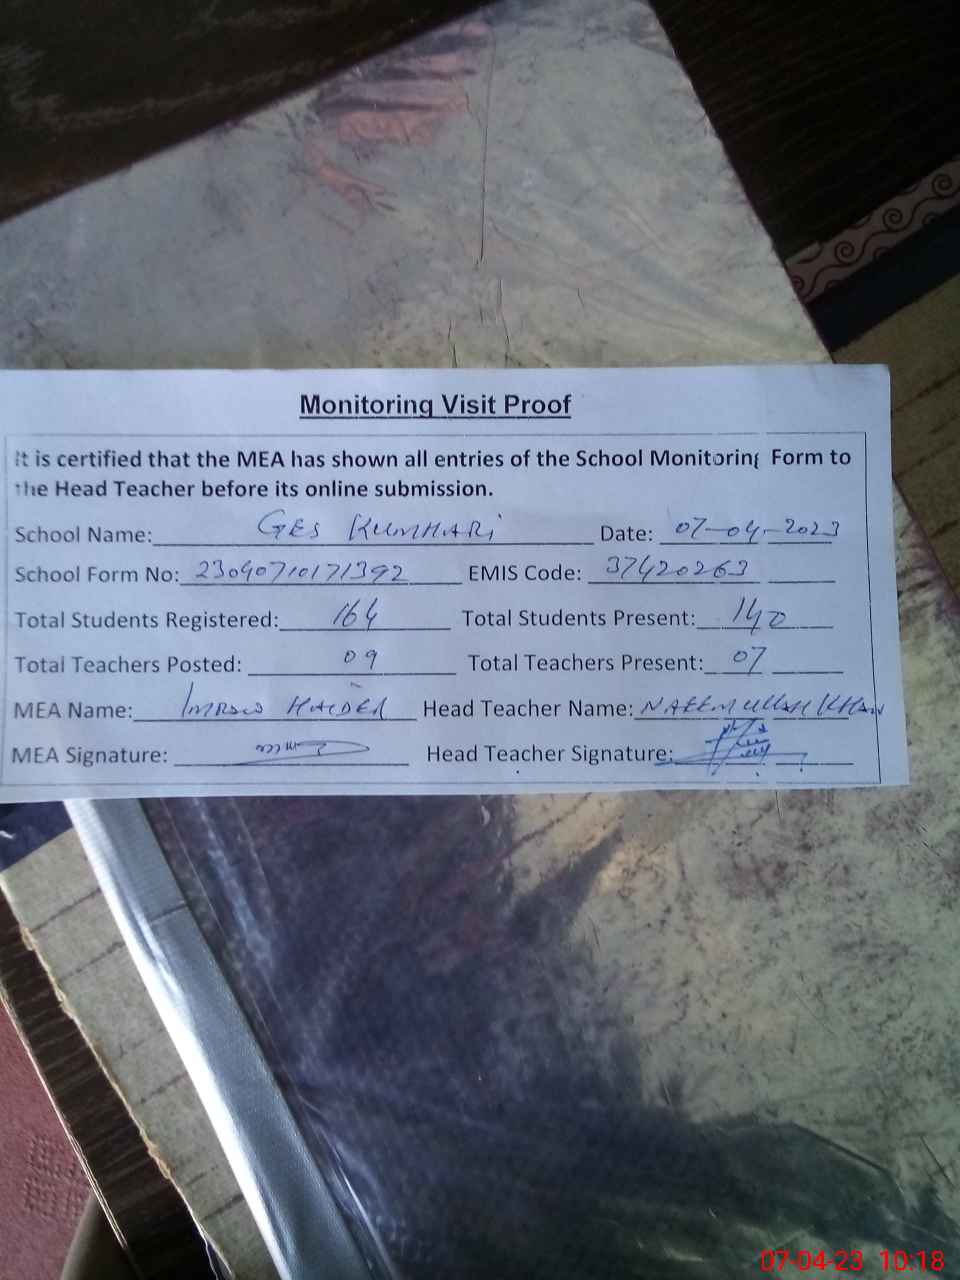 Monitoring Visit Proof
It is certified that the MEA has shown all entries of the School Monitoring Form to
the Head Teacher before its online submission.
School Name: GES KUMHARI Date: 07-04-2023
School Form No: 23040710171392 EMIS Code: 37420263
Total Students Registered: 164 Total Students Present: 140
Total Teachers Posted: 09 Total Teachers Present: 07
MEA Name: IMRAN HAIDER Head Teacher Name: NAEEMULLAH KHAN
MEA Signature: Head Teacher Signature:
07-04-23 10:18